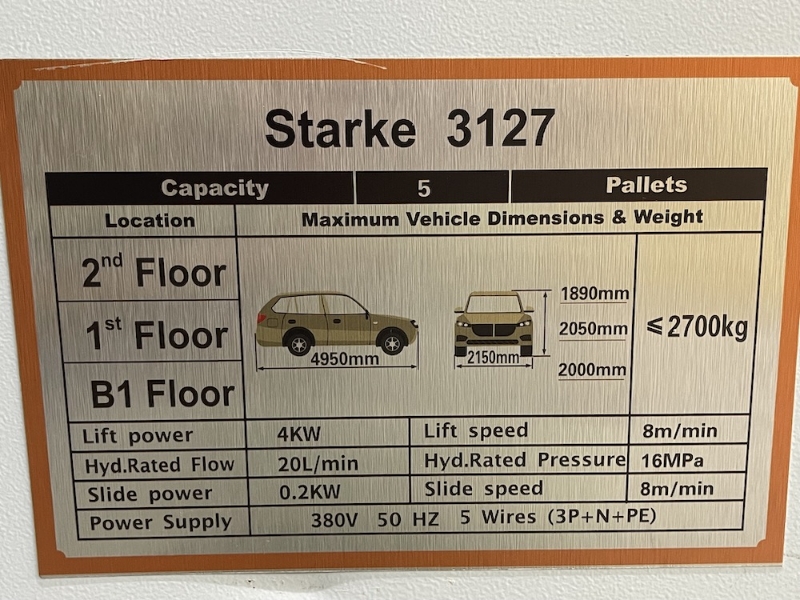 Starke 3127
Capacity 5 Pallets
Location Maximum Vehicle Dimensions & Weight
2nd Floor 1890mm
1st Floor 4950mm 2150mm 2050mm ≤2700kg
B1 Floor 2000mm
Lift power 4KW Lift speed 8m/min
Hyd.Rated Flow 20L/min Hyd.Rated Pressure 16MPa
Slide power 0.2KW Slide speed 8m/min
Power Supply 380V 50 HZ 5 Wires (3P+N+PE)